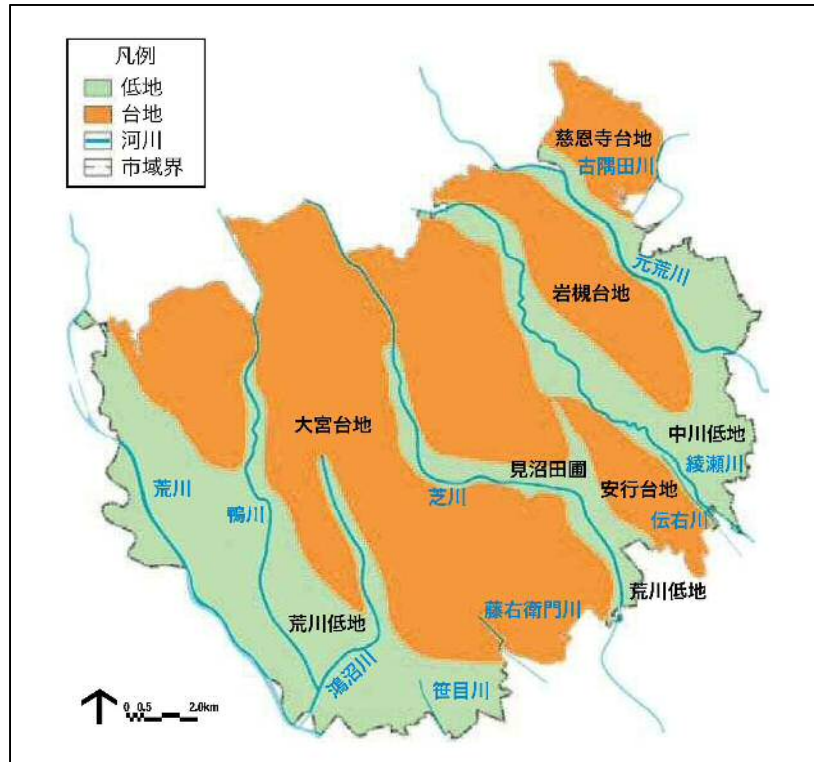 凡例
低地
台地
河川
市域界
慈恩寺台地
古隅田川
元荒川
岩槻台地
大宮台地
中川低地
見沼田圃
綾瀬川
荒川
鴨川
芝川
安行台地
伝右川
荒川低地
藤右衛門川
荒川低地
鴻沼川
笹目川
0 0.5 2.0km